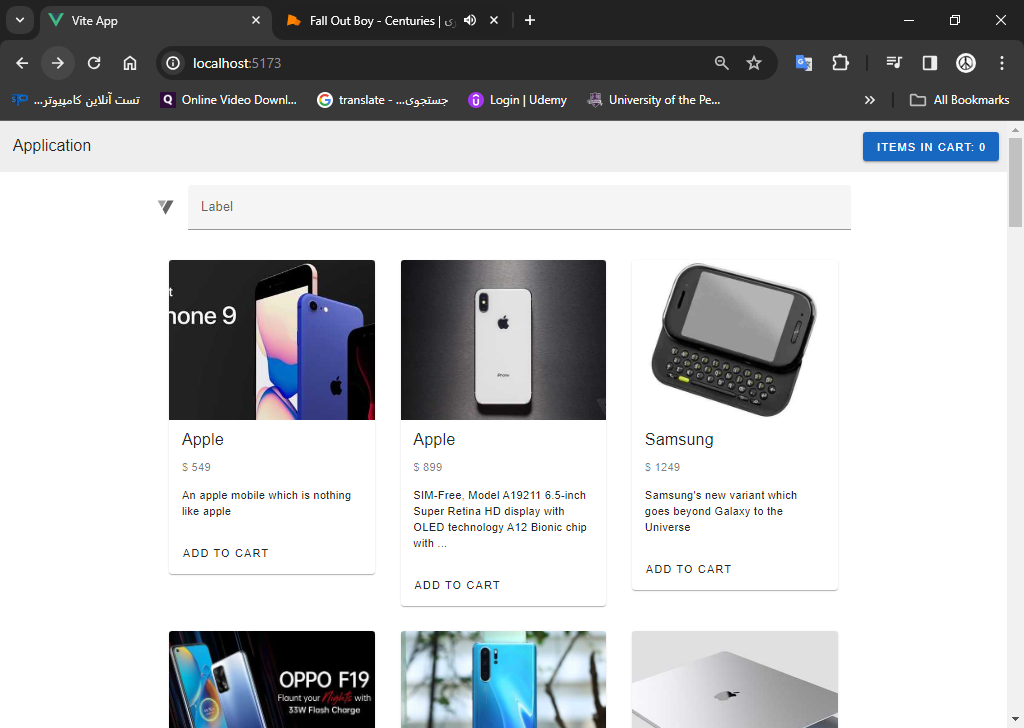 Vite App
Fall Out Boy - Centuries | ری
localhost:5173
تست آنلاین کامپیوتر...
Online Video Downl...
translate - جستجوی...
Login | Udemy
University of the Pe...
All Bookmarks
Application
ITEMS IN CART: 0
Label
hone 9
iPhone
Apple
$ 549
An apple mobile which is nothing
like apple
ADD TO CART
Apple
$ 899
SIM-Free, Model A19211 6.5-inch
Super Retina HD display with
OLED technology A12 Bionic chip
with ...
ADD TO CART
Samsung
$ 1249
Samsung's new variant which
goes beyond Galaxy to the
Universe
ADD TO CART
OPPO F19
Flaunt your Nights with
33W Flash Charge